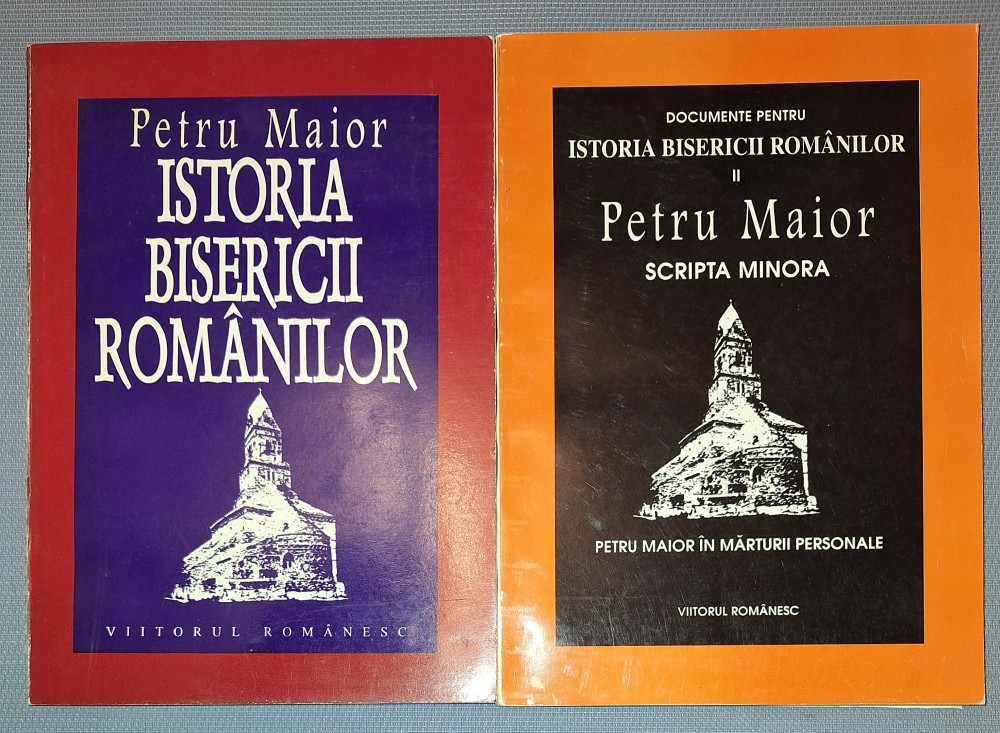 Petru Maior
ISTORIA
BISERICII
ROMÂNILOR
VIITORUL ROMÂNESC
DOCUMENTE PENTRU
ISTORIA BISERICII ROMÂNILOR
II
Petru Maior
SCRIPTA MINORA
PETRU MAIOR ÎN MĂRTURII PERSONALE
VIITORUL ROMÂNESC